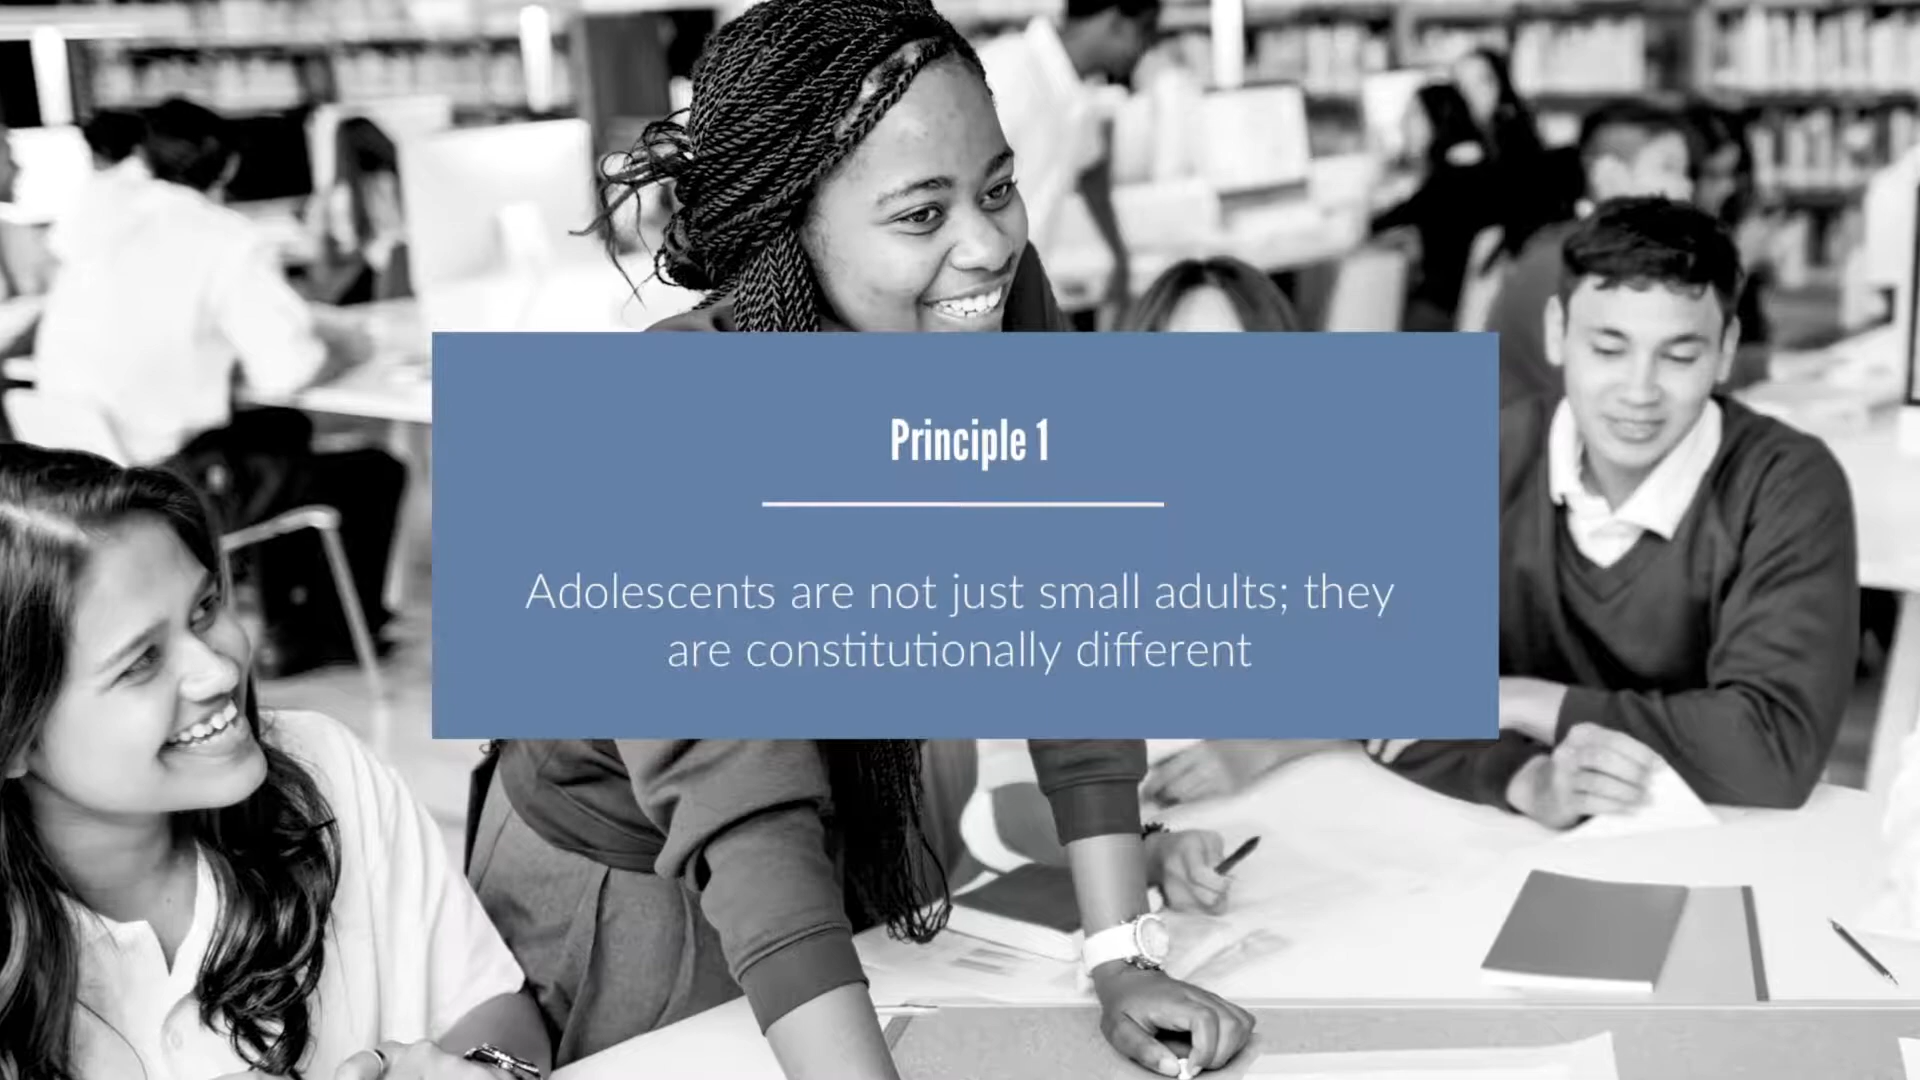 Principle 1
Adolescents are not just small adults; they
are constitutionally different